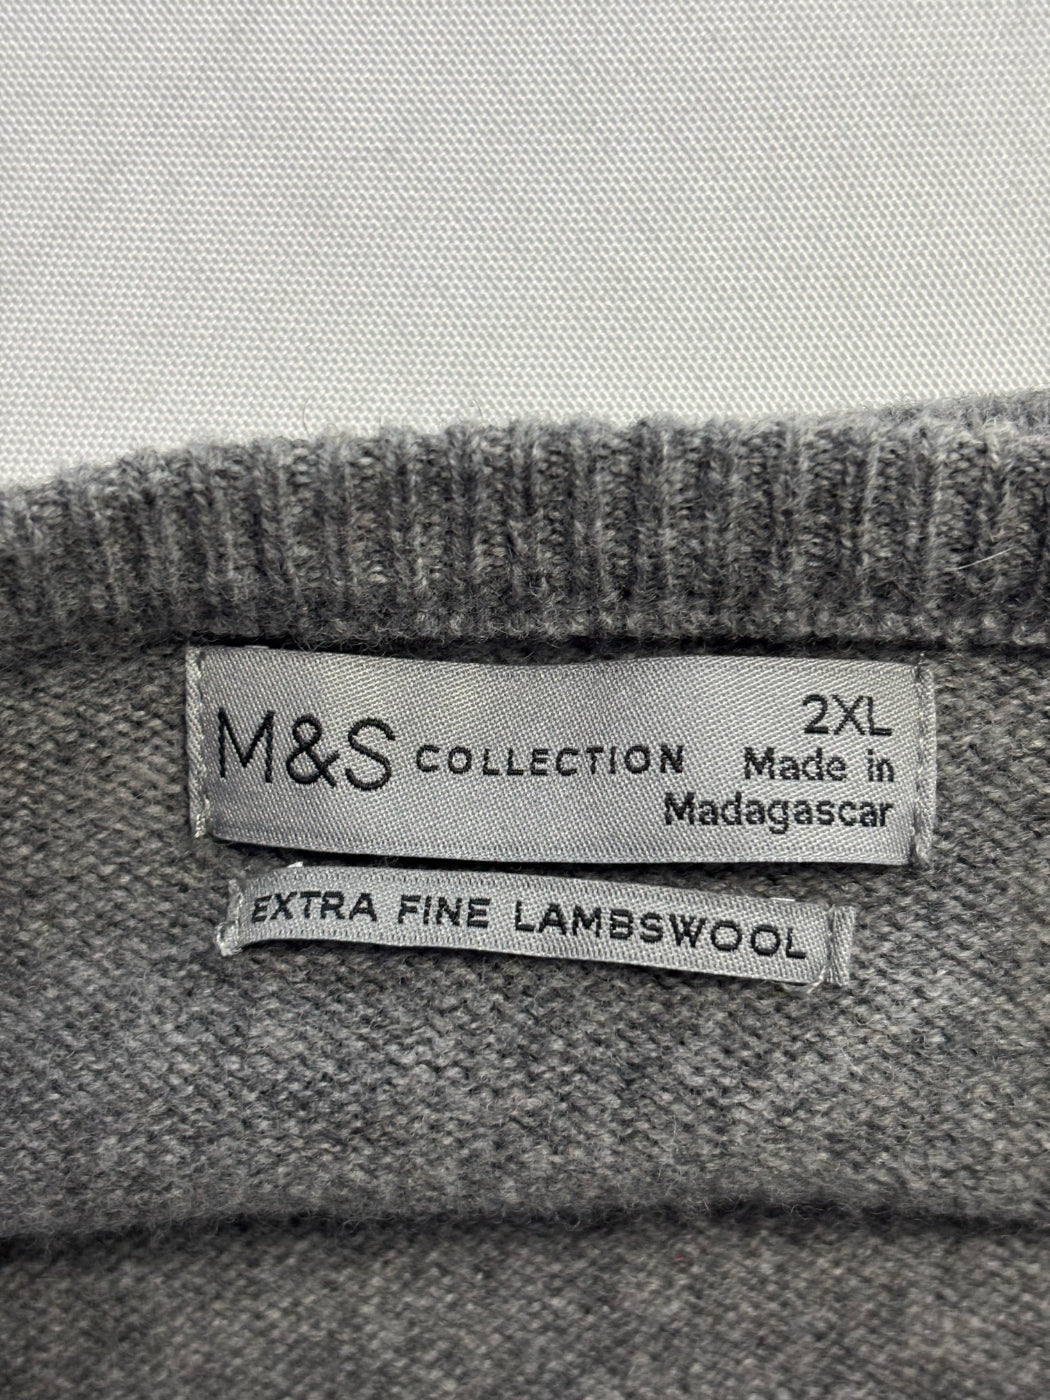 M&S COLLECTION
2XL
Made in
Madagascar
EXTRA FINE LAMBSWOOL